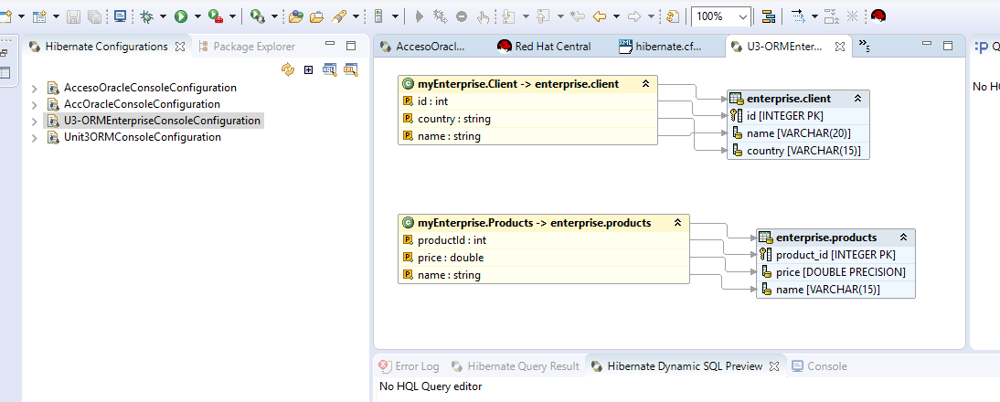 100%
Hibernate Configurations
Package Explorer
AccesoOracleConsoleConfiguration
AccOracleConfiguration
U3-ORMEnterpriseConsoleConfiguration
Unit3ORMConsoleConfiguration
AccesoOracl...
Red Hat Central
hibernate.cf...
U3-ORMEnter...
»5
myEnterprise.Client -> enterprise.client
id : int
country : string
name : string
enterprise.client
id [INTEGER PK]
name [VARCHAR(20)]
country [VARCHAR(15)]
myEnterprise.Products -> enterprise.products
productId : int
price : double
name : string
enterprise.products
product_id [INTEGER PK]
price [DOUBLE PRECISION]
name [VARCHAR(15)]
Error Log
Hibernate Query Result
Hibernate Dynamic SQL Preview
Console
No HQL Query editor